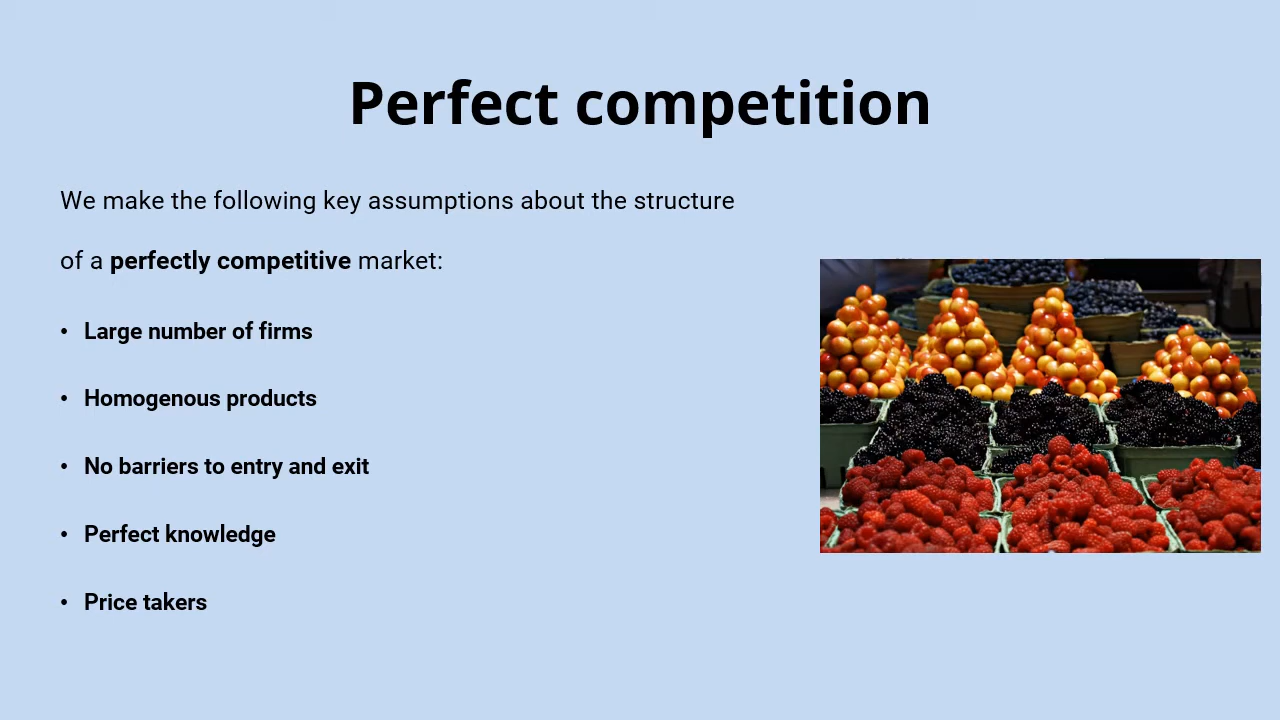 Perfect competition
We make the following key assumptions about the structure
of a perfectly competitive market:
• Large number of firms
• Homogenous products
• No barriers to entry and exit
• Perfect knowledge
• Price takers